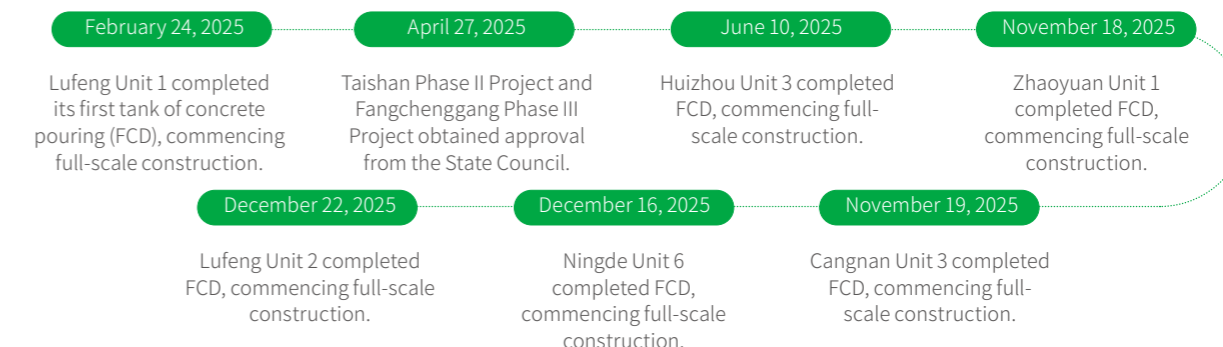 February 24, 2025
Lufeng Unit 1 completed
its first tank of concrete
pouring (FCD), commencing
full-scale construction.
April 27, 2025
Taishan Phase II Project and
Fangchenggang Phase III
Project obtained approval
from the State Council.
June 10, 2025
Huizhou Unit 3 completed
FCD, commencing full-
scale construction.
November 18, 2025
Zhaoyuan Unit 1
completed FCD,
commencing full-scale
construction.
November 19, 2025
Cangnan Unit 3 completed
FCD, commencing full-
scale construction.
December 16, 2025
Ningde Unit 6
completed FCD,
commencing full-scale
construction.
December 22, 2025
Lufeng Unit 2 completed
FCD, commencing full-scale
construction.